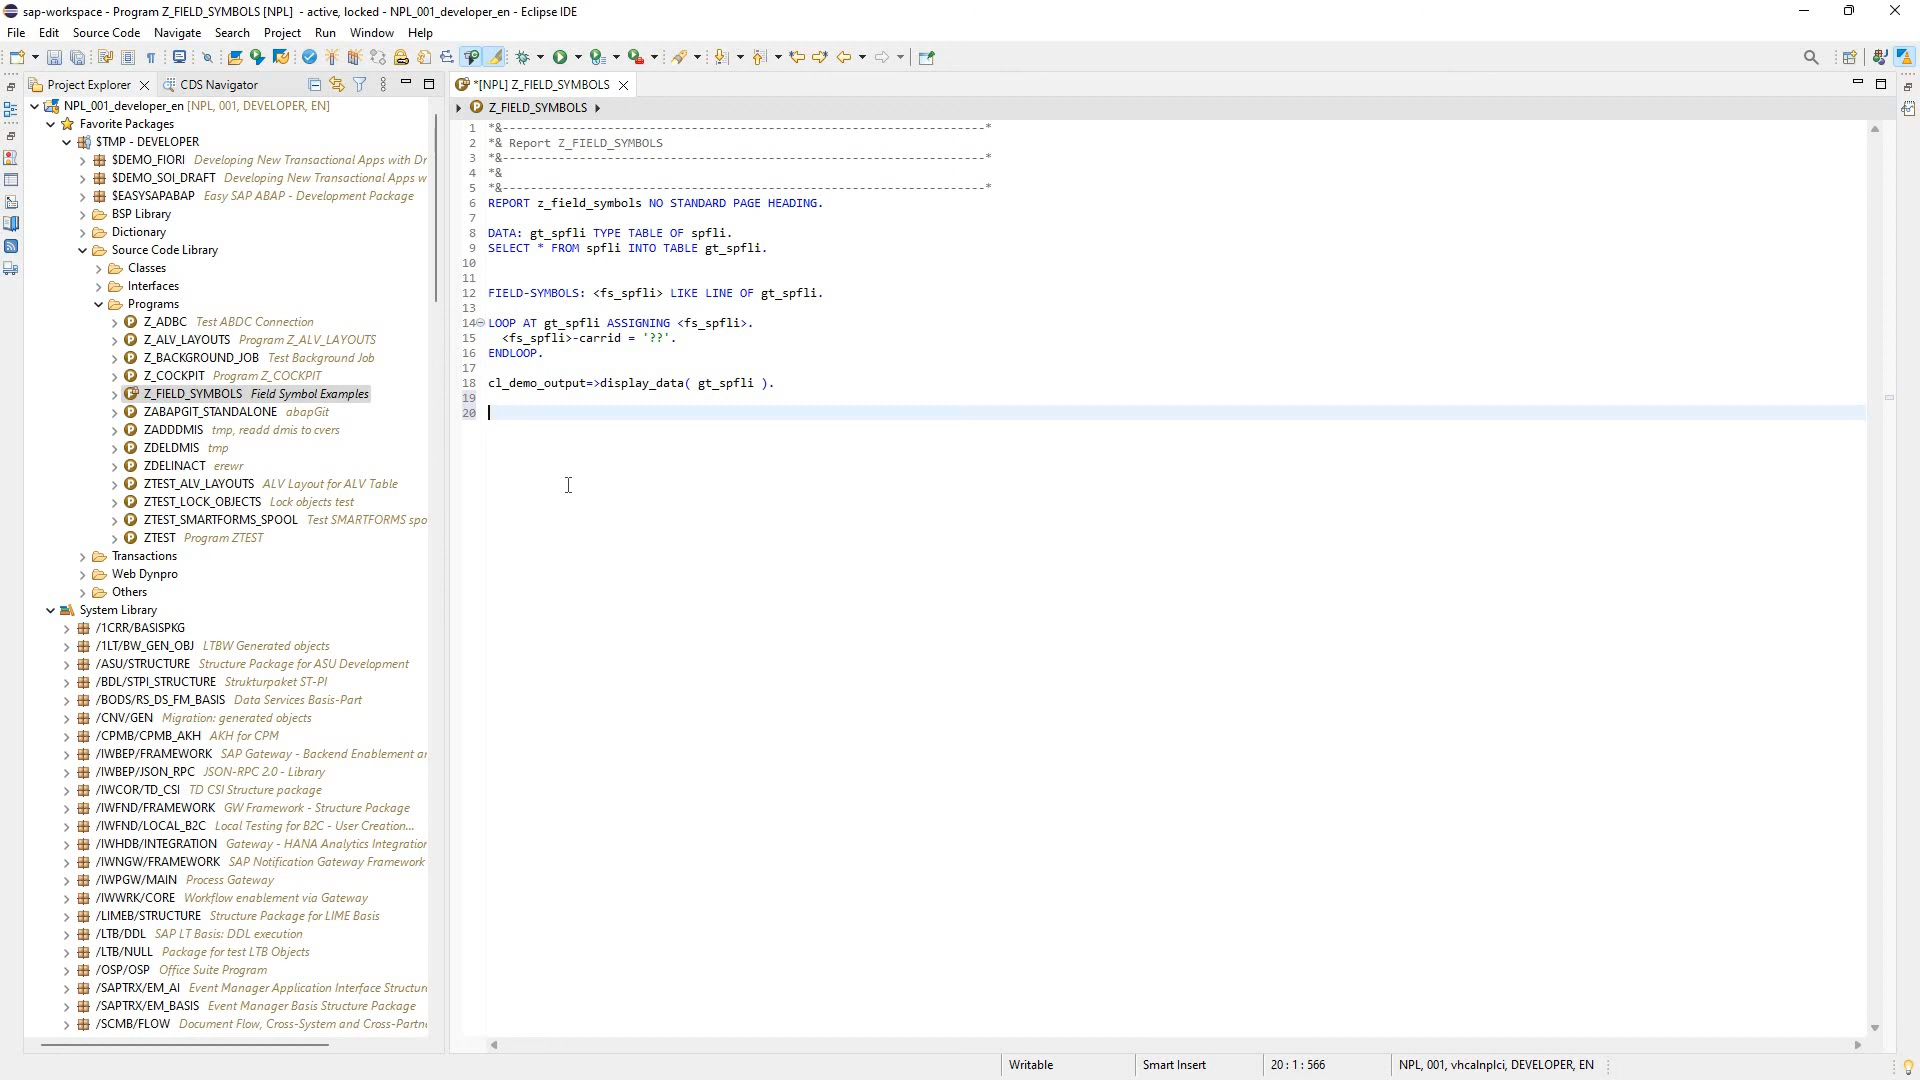 sap-workspace - Program Z_FIELD_SYMBOLS [NPL]  - active, locked - NPL_001_developer_en - Eclipse IDE
File Edit Source Code Navigate Search Project Run Window Help
Project Explorer CDS Navigator
*[NPL] Z_FIELD_SYMBOLS
Z_FIELD_SYMBOLS
NPL_001_developer_en [NPL, 001, DEVELOPER, EN]
Favorite Packages
$TMP - DEVELOPER
$DEMO_FIORI Developing New Transactional Apps with Dr
$DEMO_SOI_DRAFT Developing New Transactional Apps w
$EASYSAPABAP Easy SAP ABAP - Development Package
BSP Library
Dictionary
Source Code Library
Classes
Interfaces
Programs
Z_ADBC Test ABDC Connection
Z_ALV_LAYOUTS Program Z_ALV_LAYOUTS
Z_BACKGROUND_JOB Test Background Job
Z_COCKPIT Program Z_COCKPIT
Z_FIELD_SYMBOLS Field Symbol Examples
ZABAPGIT_STANDALONE abapGit
ZADDDMIS tmp, readd dmis to cvers
ZDELDMIS tmp
ZDELINACT erewr
ZTEST_ALV_LAYOUTS ALV Layout for ALV Table
ZTEST_LOCK_OBJECTS Lock objects test
ZTEST_SMARTFORMS_SPOOL Test SMARTFORMS spo
ZTEST Program ZTEST
Transactions
Web Dynpro
Others
System Library
/1CRR/BASISPKG
/1LT/BW_GEN_OBJ LTBW Generated objects
/ASU/STRUCTURE Structure Package for ASU Development
/BDL/STPI_STRUCTURE Strukturpaket ST-PI
/BODS/RS_DS_FM_BASIS Data Services Basis-Part
/CNV/GEN Migration: generated objects
/CPMB/CPMB_AKH AKH for CPM
/IWBEP/FRAMEWORK SAP Gateway - Backend Enablement ar
/IWBEP/JSON_RPC JSON-RPC 2.0 - Library
/IWCOR/TD_CSI TD CSI Structure package
/IWFND/FRAMEWORK GW Framework - Structure Package
/IWFND/LOCAL_B2C Local Testing for B2C - User Creation...
/IWHDB/INTEGRATION Gateway - HANA Analytics Integration
/IWNGW/FRAMEWORK SAP Notification Gateway Framework
/IWPGW/MAIN Process Gateway
/IWWRK/CORE Workflow enablement via Gateway
/LIMEB/STRUCTURE Structure Package for LIME Basis
/LTB/DDL SAP LT Basis: DDL execution
/LTB/NULL Package for test LTB Objects
/OSP/OSP Office Suite Program
/SAPTRX/EM_AI Event Manager Application Interface Structure
/SAPTRX/EM_BASIS Event Manager Basis Structure Package
/SCMB/FLOW Document Flow, Cross-System and Cross-Partn
1 *&---------------------------------------------------------------------*
2 *& Report Z_FIELD_SYMBOLS
3 *&---------------------------------------------------------------------*
4 *&
5 *&---------------------------------------------------------------------*
6 REPORT z_field_symbols NO STANDARD PAGE HEADING.
7
8 DATA: gt_spfli TYPE TABLE OF spfli.
9 SELECT * FROM spfli INTO TABLE gt_spfli.
10
11
12 FIELD-SYMBOLS: <fs_spfli> LIKE LINE OF gt_spfli.
13
14 LOOP AT gt_spfli ASSIGNING <fs_spfli>.
15   <fs_spfli>-carrid = '??'.
16 ENDLOOP.
17
18 cl_demo_output=>display_data( gt_spfli ).
19
20
Writable Smart Insert 20 : 1 : 566 NPL, 001, vhcalnplci, DEVELOPER, EN